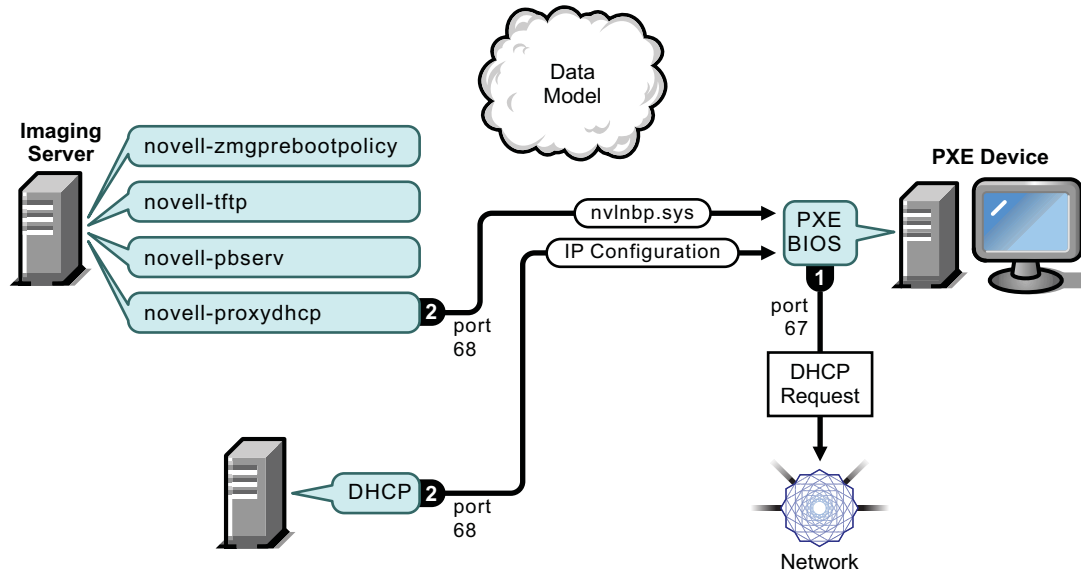 Data
Model
Imaging
Server
novell-zmgprebootpolicy
novell-tftp
novell-pbserv
novell-proxydhcp
2
port
68
nvlnbp.sys
IP Configuration
PXE
BIOS
PXE Device
1
port
67
DHCP
Request
Network
DHCP
2
port
68